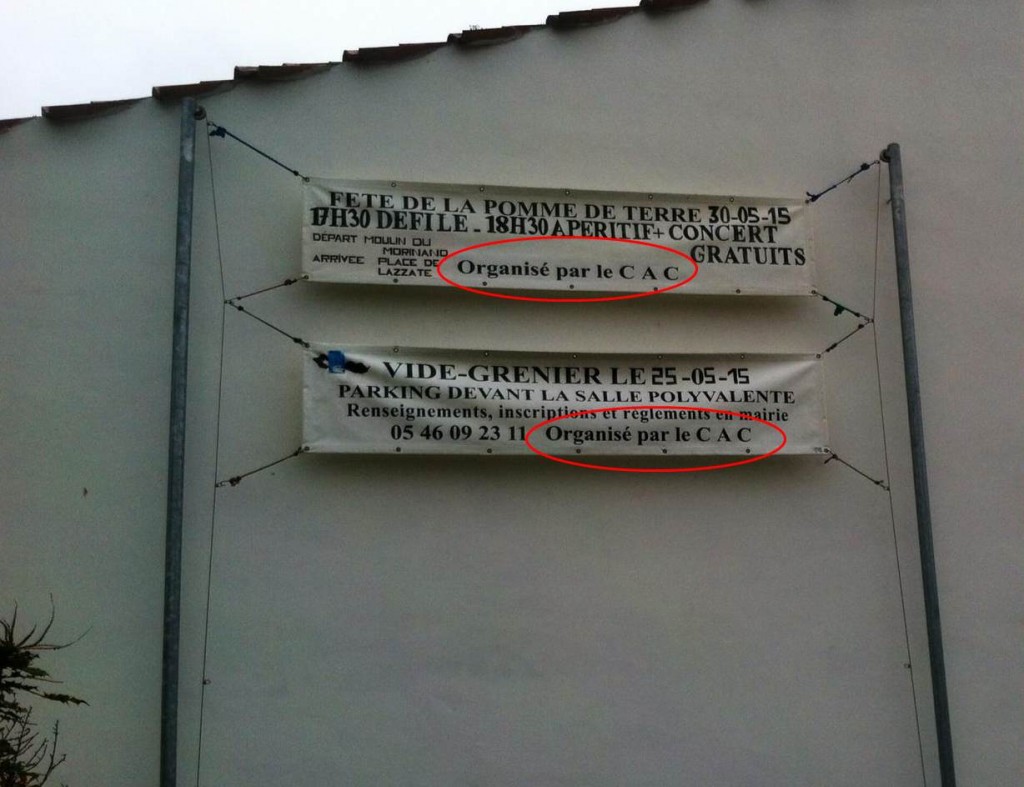 FETE DE LA POMME DE TERRE 30-05-15
17H30 DEFILE - 18H30 APERITIF + CONCERT
GRATUITS
DÉPART MOULIN DU
MORINAND
ARRIVÉE PLACE DE
LAZZATE
Organisé par le C A C
VIDE-GRENIER LE 25-05-15
PARKING DEVANT LA SALLE POLYVALENTE
Renseignements, inscriptions et règlements en mairie
05 46 09 23 11 Organisé par le C A C